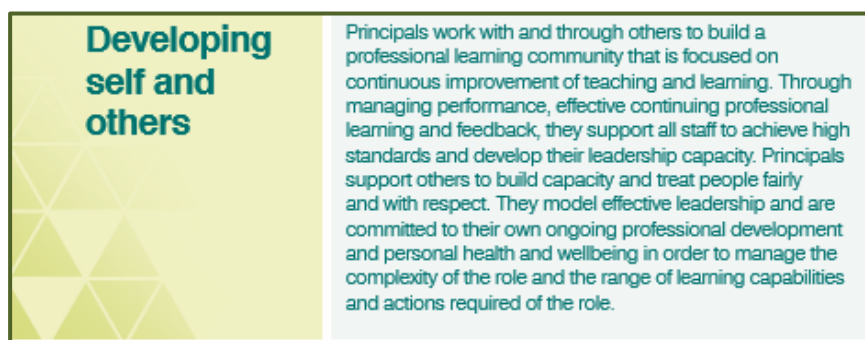 Developing
self and
others
Principals work with and through others to build a
professional learning community that is focused on
continuous improvement of teaching and learning. Through
managing performance, effective continuing professional
learning and feedback, they support all staff to achieve high
standards and develop their leadership capacity. Principals
support others to build capacity and treat people fairly
and with respect. They model effective leadership and are
committed to their own ongoing professional development
and personal health and wellbeing in order to manage the
complexity of the role and the range of learning capabilities
and actions required of the role.